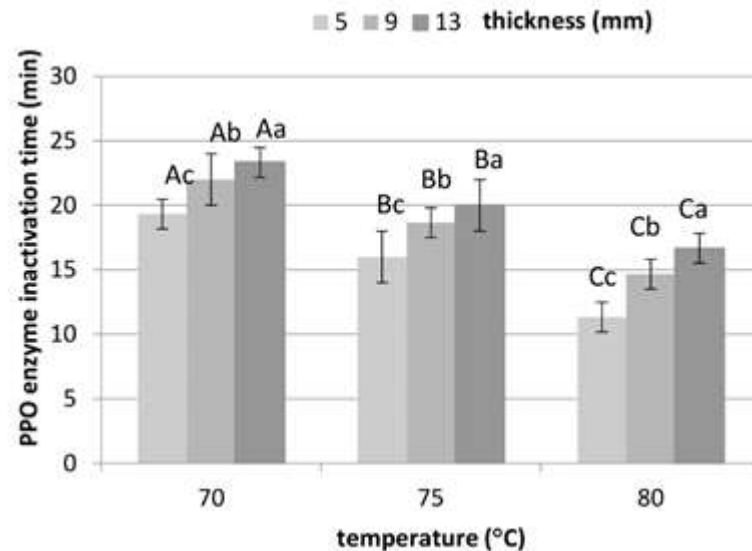 5 9 13 thickness (mm)
PPO enzyme inactivation time (min)
30
25
20
15
10
5
0
Ac Ab Aa
Bc Bb Ba
Cc Cb Ca
70 75 80
temperature (°C)